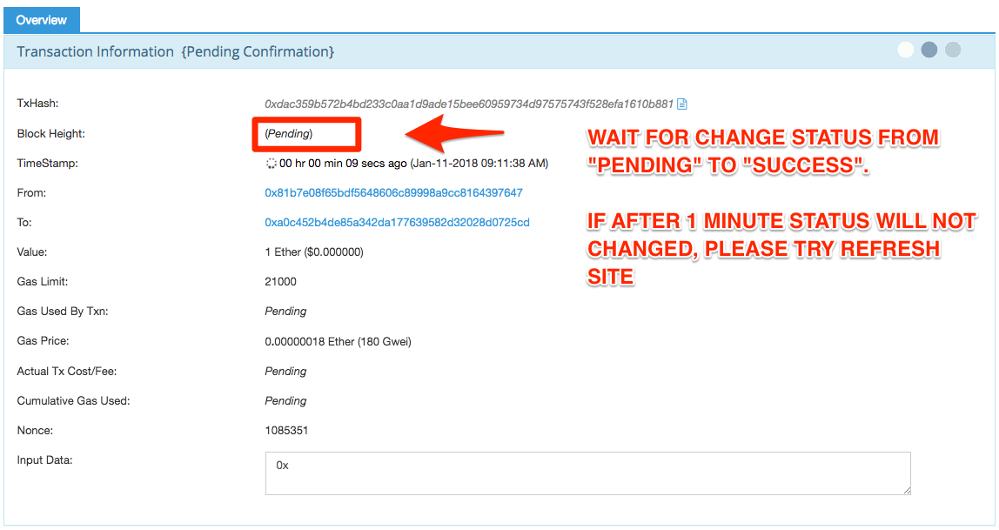 Overview
Transaction Information {Pending Confirmation}
TxHash: 0xdac359b572b4bd233c0aa1d9ade15bee60959734d97575743f528efa1610b881
Block Height: (Pending)
TimeStamp: 00 hr 00 min 09 secs ago (Jan-11-2018 09:11:38 AM)
From: 0x81b7e08f65bdf5648606c89998a9cc8164397647
To: 0xa0c452b4de85a342da177639582d32028d0725cd
Value: 1 Ether ($0.000000)
Gas Limit: 21000
Gas Used By Txn: Pending
Gas Price: 0.00000018 Ether (180 Gwei)
Actual Tx Cost/Fee: Pending
Cumulative Gas Used: Pending
Nonce: 1085351
Input Data: 0x
WAIT FOR CHANGE STATUS FROM
"PENDING" TO "SUCCESS".
IF AFTER 1 MINUTE STATUS WILL NOT
CHANGED, PLEASE TRY REFRESH
SITE